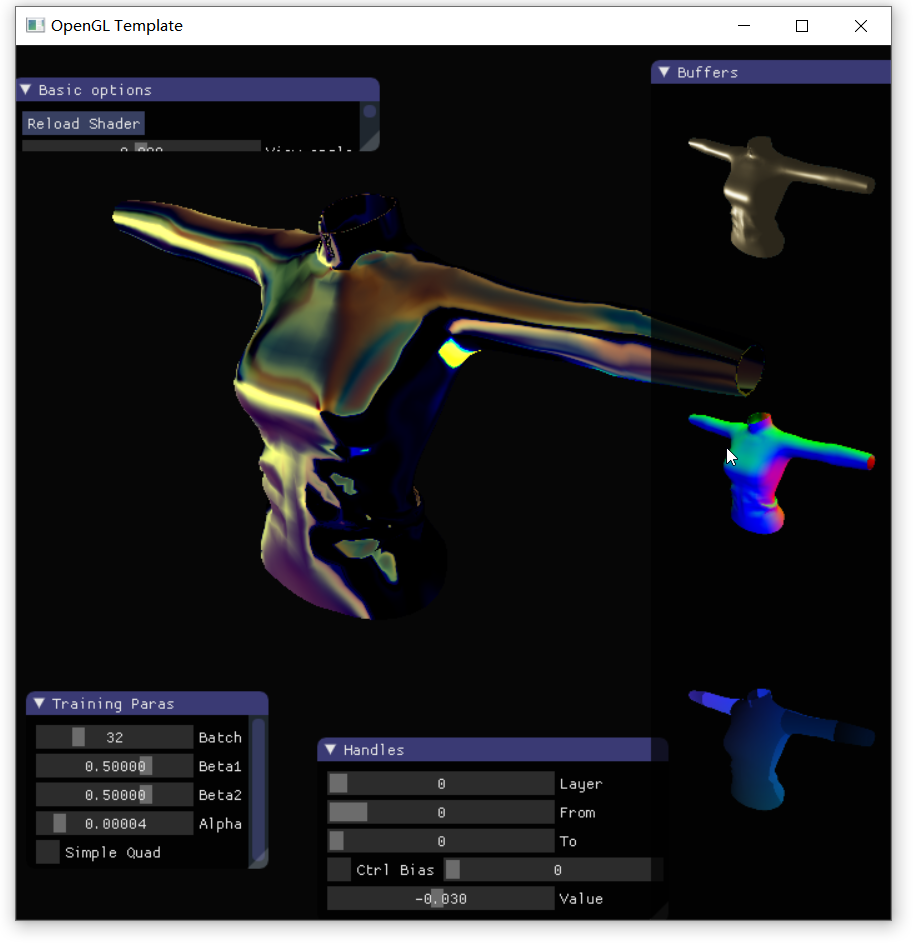 OpenGL Template
Basic options
Reload Shader
0.000 View angle
Buffers
Training Paras
32 Batch
0.50000 Beta1
0.50000 Beta2
0.00004 Alpha
Simple Quad
Handles
0 Layer
0 From
0 To
Ctrl Bias 0
-0.030 Value